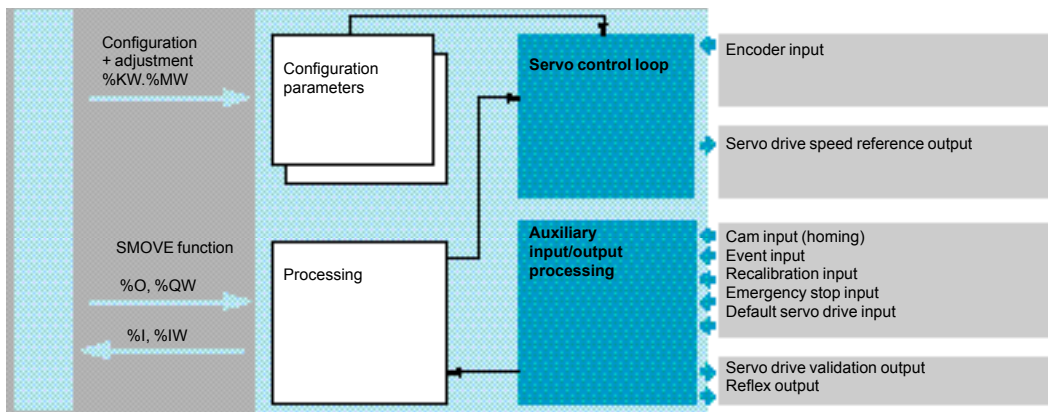 Configuration
+ adjustment
%KW.%MW
Configuration
parameters
Servo control loop
Encoder input
Servo drive speed reference output
SMOVE function
%O, %QW
%I, %IW
Processing
Auxiliary
input/output
processing
Cam input (homing)
Event input
Recalibration input
Emergency stop input
Default servo drive input
Servo drive validation output
Reflex output